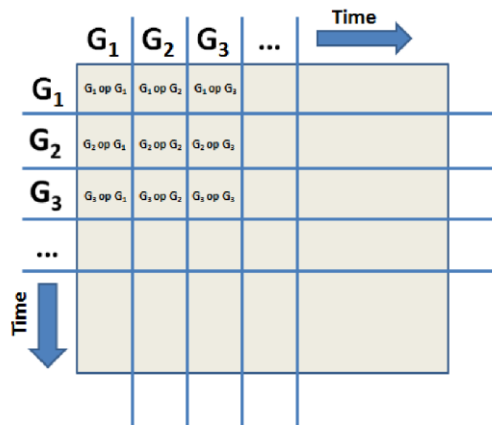 Time
G₁ G₂ G₃ ...
G₁ G₁ op G₁ G₁ op G₂ G₁ op G₃
G₂ G₂ op G₁ G₂ op G₂ G₂ op G₃
G₃ G₃ op G₁ G₃ op G₂ G₃ op G₃
...
Time